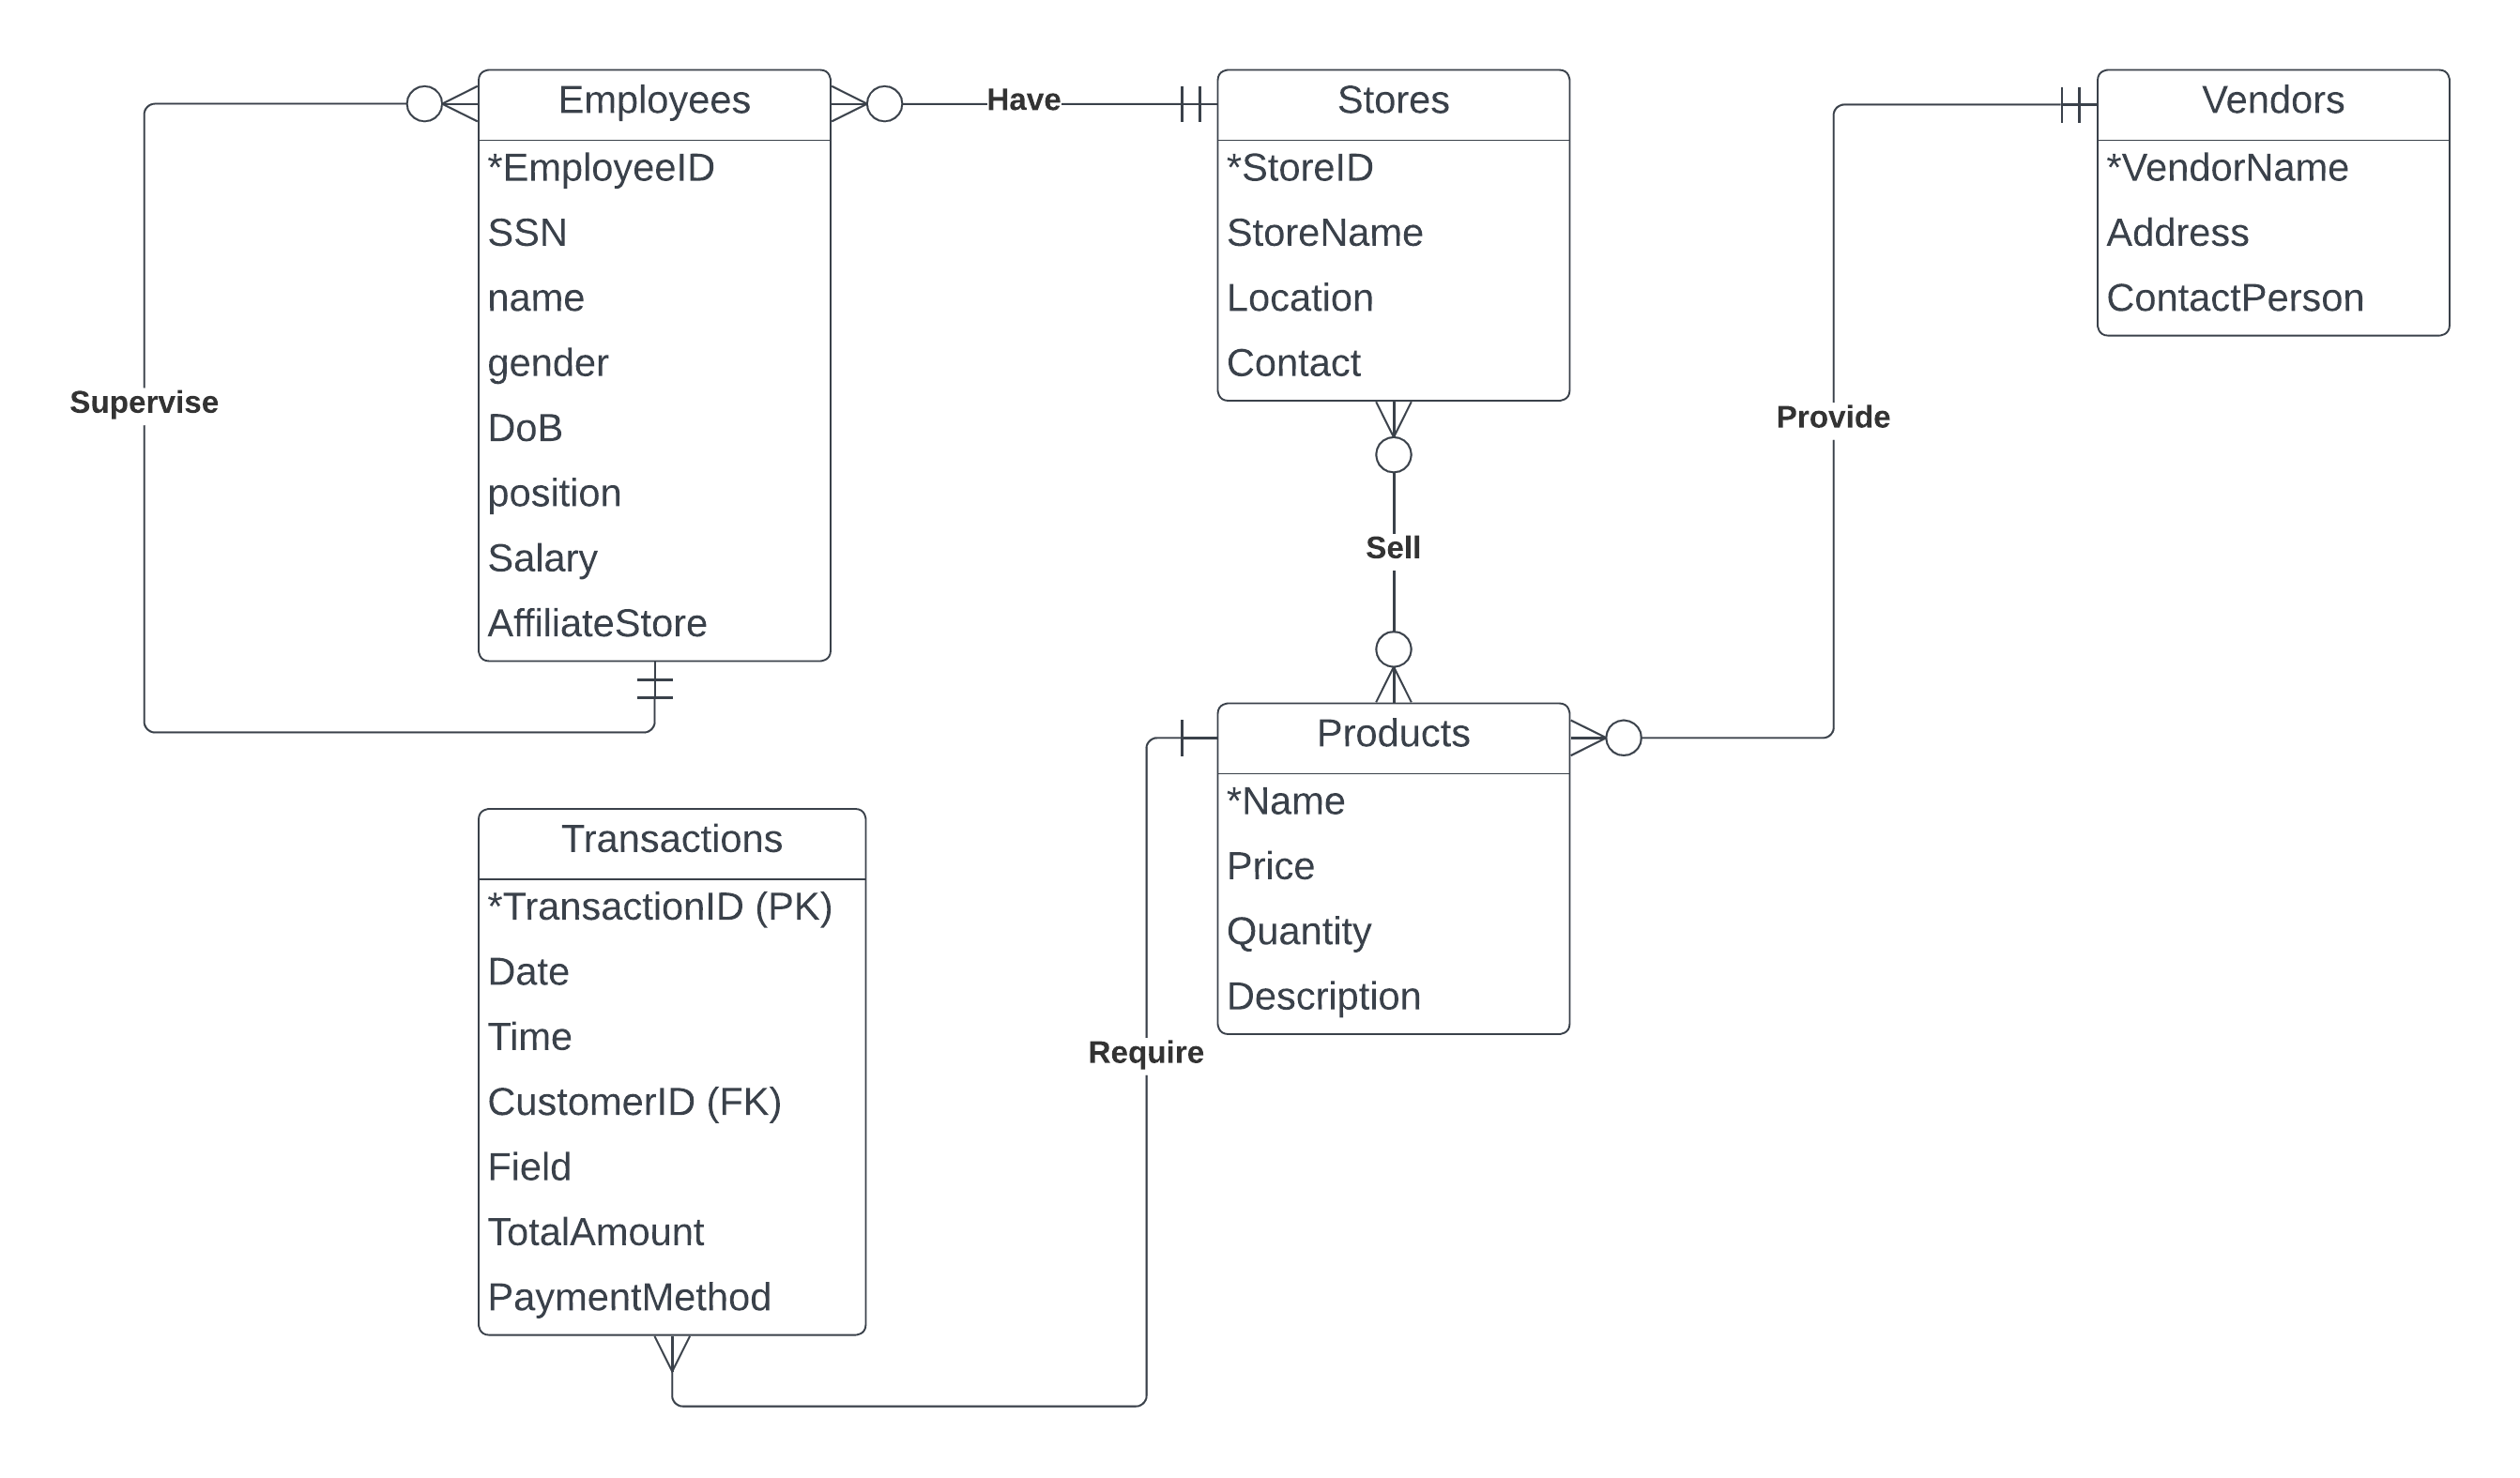 Employees
*EmployeeID
SSN
name
gender
DoB
position
Salary
AffiliateStore
Have
Stores
*StoreID
StoreName
Location
Contact
Vendors
*VendorName
Address
ContactPerson
Supervise
Provide
Sell
Products
*Name
Price
Quantity
Description
Transactions
*TransactionID (PK)
Date
Time
CustomerID (FK)
Field
TotalAmount
PaymentMethod
Require